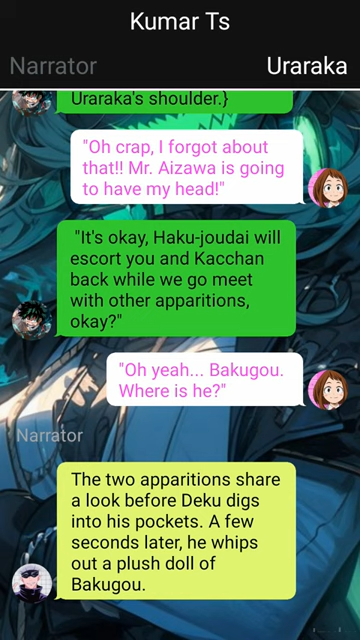 Kumar Ts
Narrator
Uraraka
Uraraka's shoulder.}
"Oh crap, I forgot about
that!! Mr. Aizawa is going
to have my head!"
"It's okay, Haku-joudai will
escort you and Kacchan
back while we go meet
with other apparitions,
okay?"
"Oh yeah... Bakugou.
Where is he?"
Narrator
The two apparitions share
a look before Deku digs
into his pockets. A few
seconds later, he whips
out a plush doll of
Bakugou.